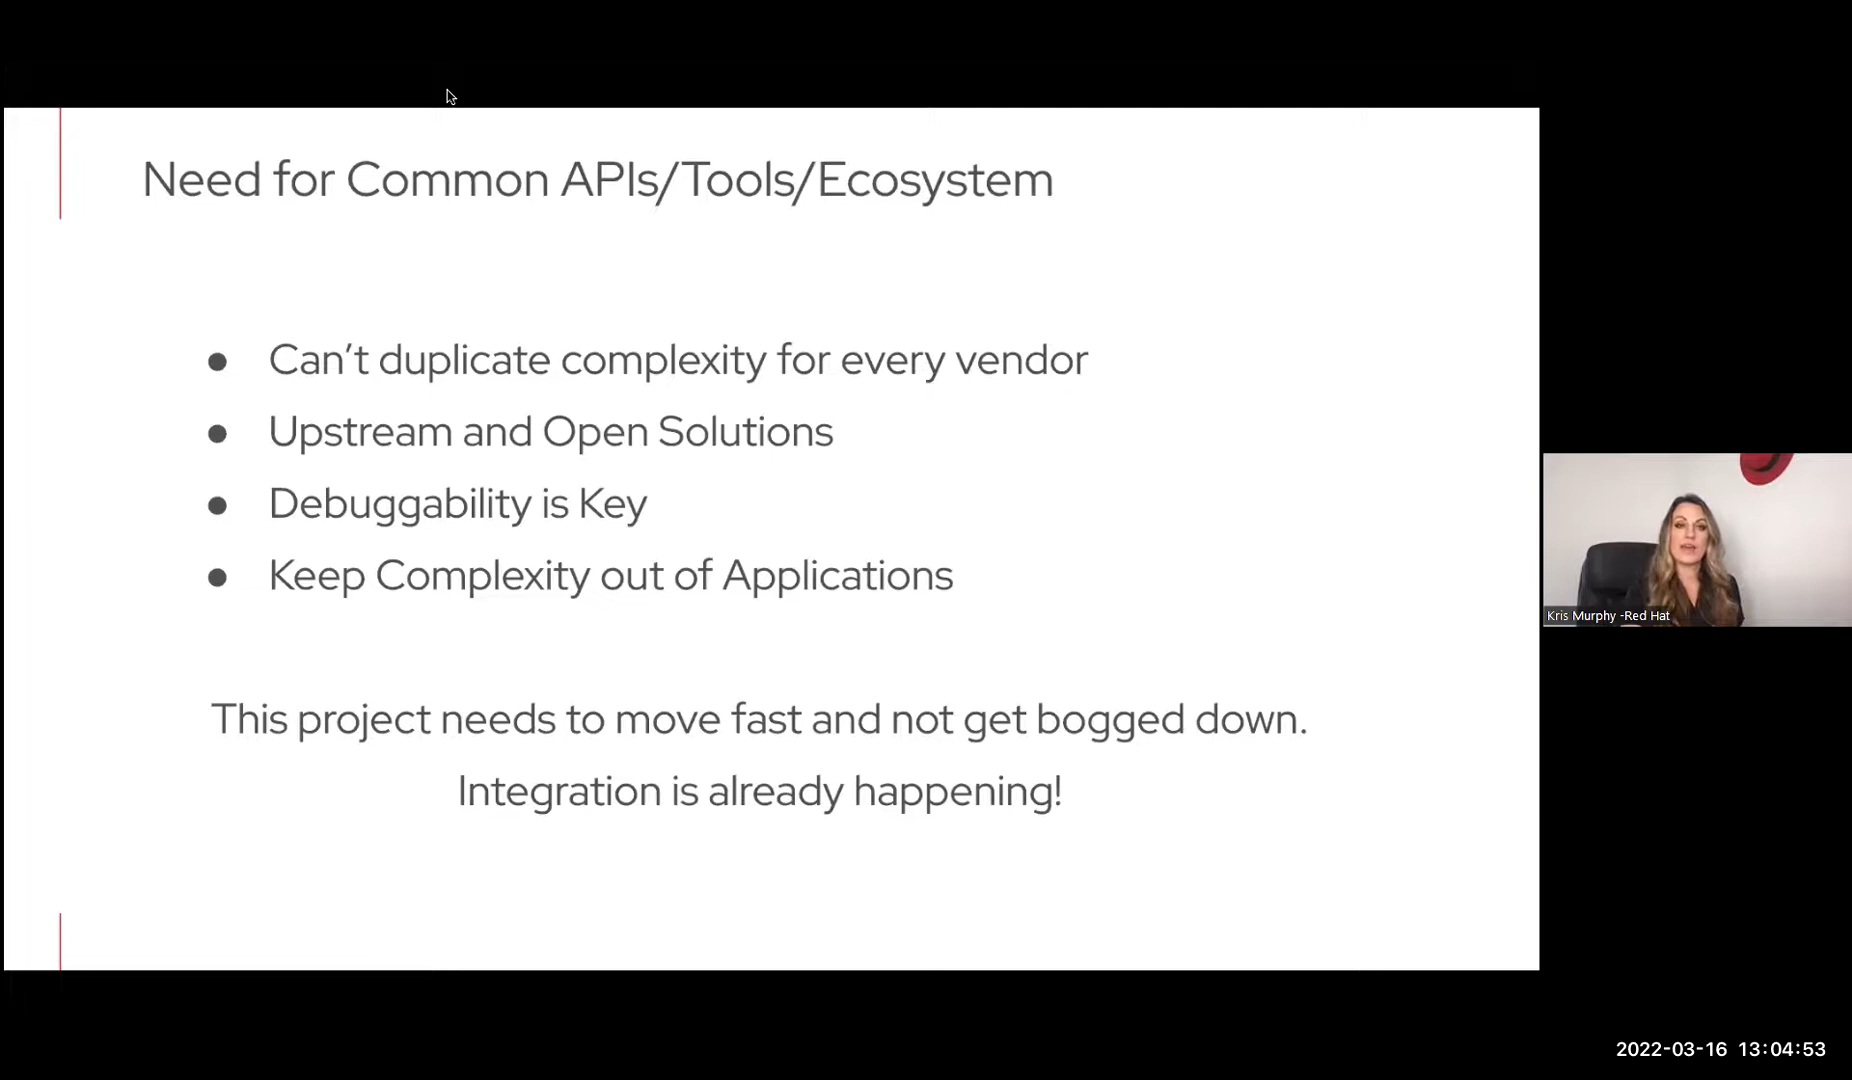 Need for Common APIs/Tools/Ecosystem
● Can’t duplicate complexity for every vendor
● Upstream and Open Solutions
● Debuggability is Key
● Keep Complexity out of Applications
This project needs to move fast and not get bogged down.
Integration is already happening!
Kris Murphy -Red Hat
2022-03-16 13:04:53